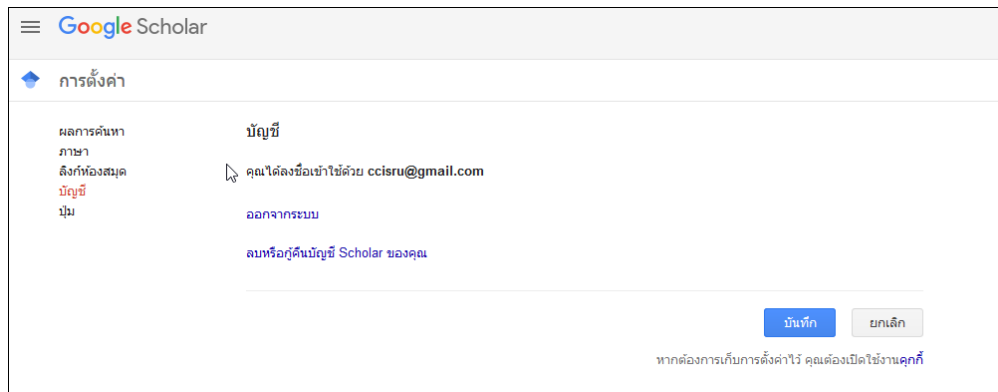 Google Scholar
การตั้งค่า
ผลการค้นหา
ภาษา
ลิงก์ห้องสมุด
บัญชี
ปุ่ม
บัญชี
คุณได้ลงชื่อเข้าใช้ด้วย ccisru@gmail.com
ออกจากระบบ
ลบหรือกู้คืนบัญชี Scholar ของคุณ
บันทึก
ยกเลิก
หากต้องการเก็บการตั้งค่าไว้ คุณต้องเปิดใช้งานคุกกี้